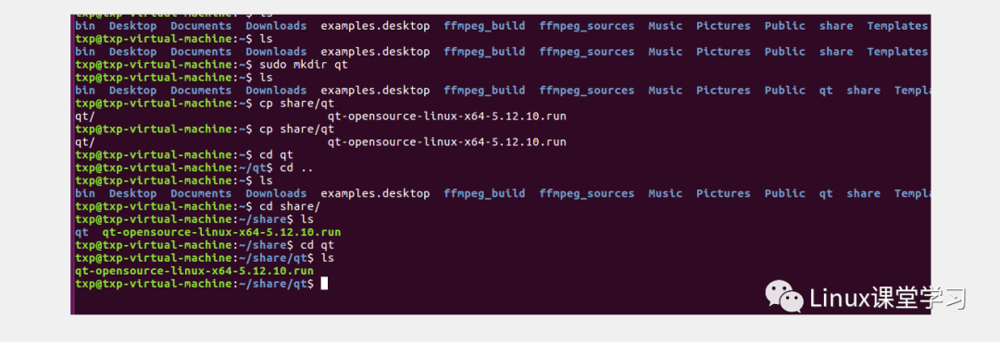 ls
bin Desktop Documents Downloads examples.desktop ffmpeg_build ffmpeg_sources Music Pictures Public share Templates
txp@txp-virtual-machine:~$ ls
bin Desktop Documents Downloads examples.desktop ffmpeg_build ffmpeg_sources Music Pictures Public share Templates
txp@txp-virtual-machine:~$ sudo mkdir qt
txp@txp-virtual-machine:~$ ls
bin Desktop Documents Downloads examples.desktop ffmpeg_build ffmpeg_sources Music Pictures Public qt share Templa
txp@txp-virtual-machine:~$ cp share/qt
qt/ qt-opensource-linux-x64-5.12.10.run
txp@txp-virtual-machine:~$ cp share/qt
qt/ qt-opensource-linux-x64-5.12.10.run
txp@txp-virtual-machine:~$ cd qt
txp@txp-virtual-machine:~/qt$ cd ..
txp@txp-virtual-machine:~$ ls
bin Desktop Documents Downloads examples.desktop ffmpeg_build ffmpeg_sources Music Pictures Public qt share Templa
txp@txp-virtual-machine:~$ cd share/
txp@txp-virtual-machine:~/share$ ls
qt qt-opensource-linux-x64-5.12.10.run
txp@txp-virtual-machine:~/share$ cd qt
txp@txp-virtual-machine:~/share/qt$ ls
qt-opensource-linux-x64-5.12.10.run
txp@txp-virtual-machine:~/share/qt$
Linux课堂学习